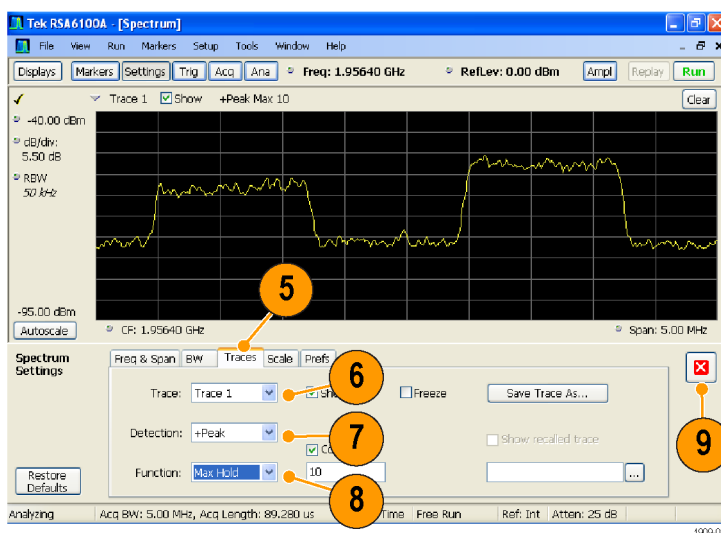 Tek RSA6100A - [Spectrum]
File View Run Markers Setup Tools Window Help
Displays Markers Settings Trig Acq Ana Freq: 1.95640 GHz RefLev: 0.00 dBm Ampl Replay Run
Trace 1 Show +Peak Max 10 Clear
-40.00 dBm
dB/div:
5.50 dB
RBW
50 kHz
-95.00 dBm
Autoscale CF: 1.95640 GHz Span: 5.00 MHz
5
Spectrum
Settings
Freq & Span BW Traces Scale Prefs
Trace: Trace 1 6 Freeze Save Trace As...
Detection: +Peak 7 Show recalled trace
Function: Max Hold 8 10 ...
9
Restore
Defaults
Analyzing Acq BW: 5.00 MHz, Acq Length: 89.280 us Time Free Run Ref: Int Atten: 25 dB